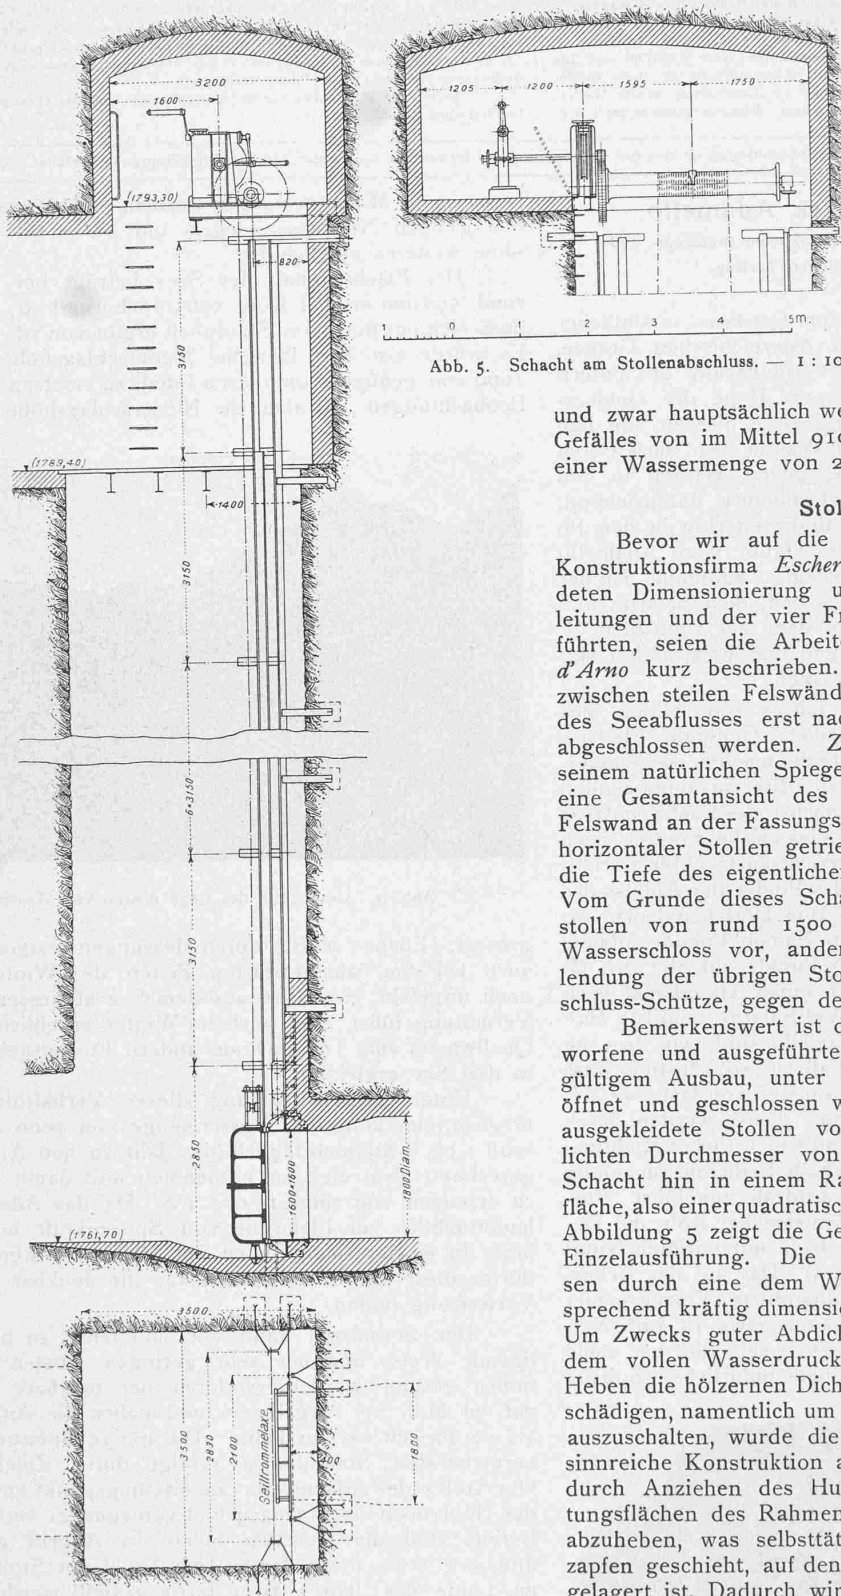 3200
1600
(1793,30)
820
3150
(1789,40)
1400
3150
6×3150
3150
2850
1600×1600
1800 Diam.
(1761,70)
3500
3500
2830
2100
Seiltrommelaxe
400
1800
1205 1200 1595 1750
1 0 1 2 3 4 5m.
Abb. 5. Schacht am Stollenabschluss. — 1 : 10
und zwar hauptsächlich we
Gefälles von im Mittel 910
einer Wassermenge von 2
Stol
Bevor wir auf die
Konstruktionsfirma Escher
deten Dimensionierung u
leitungen und der vier Fr
führten, seien die Arbeit
d'Arno kurz beschrieben.
zwischen steilen Felswänd
des Seeabflusses erst nac
abgeschlossen werden. Z
seinem natürlichen Spiege
eine Gesamtansicht des
Felswand an der Fassungs
horizontaler Stollen getrie
die Tiefe des eigentlicher
Vom Grunde dieses Scha
stollen von rund 1500
Wasserschloss vor, ander
lendung der übrigen Sto
schluss-Schütze, gegen de
Bemerkenswert ist d
worfene und ausgeführte
gültigem Ausbau, unter
öffnet und geschlossen w
ausgekleidete Stollen vo
lichten Durchmesser von
Schacht hin in einem Ra
fläche, also einer quadratisc
Abbildung 5 zeigt die Ge
Einzelausführung. Die
sen durch eine dem W
sprechend kräftig dimensio
Um Zwecks guter Abdich
dem vollen Wasserdruck
Heben die hölzernen Dich
schädigen, namentlich um
auszuschalten, wurde die
sinnreiche Konstruktion a
durch Anziehen des Hu
tungsflächen des Rahmen
abzuheben, was selbsttät
zapfen geschieht, auf den
gelagert ist. Dadurch wir